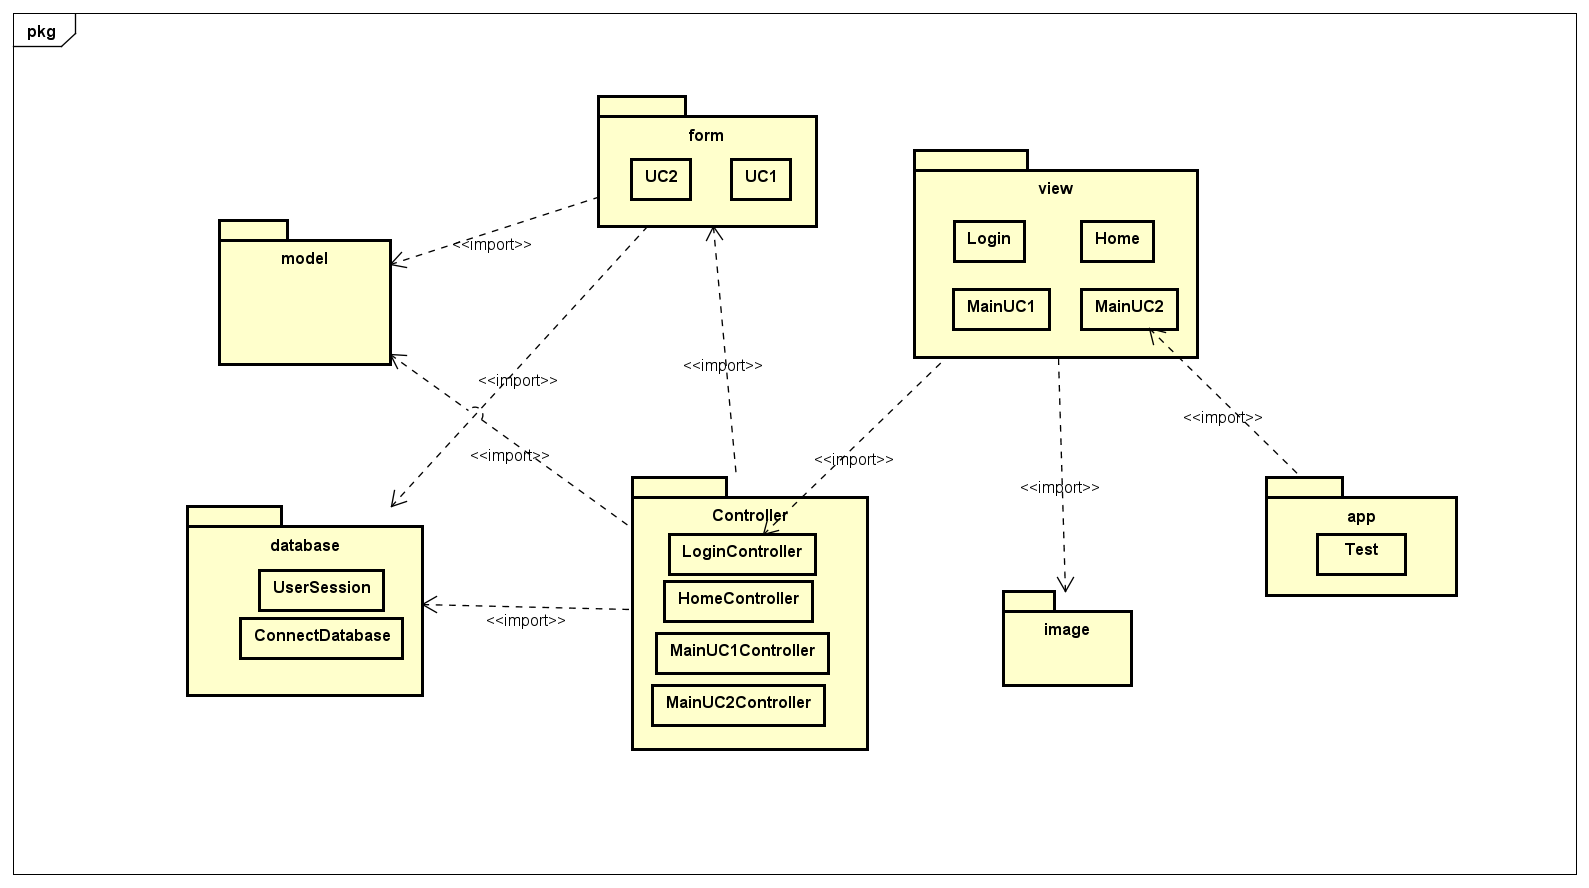 pkg
form
UC2
UC1
view
Login
Home
MainUC1
MainUC2
model
<<import>>
<<import>>
<<import>>
<<import>>
<<import>>
<<import>>
<<import>>
<<import>>
database
UserSession
ConnectDatabase
Controller
LoginController
HomeController
MainUC1Controller
MainUC2Controller
app
Test
image